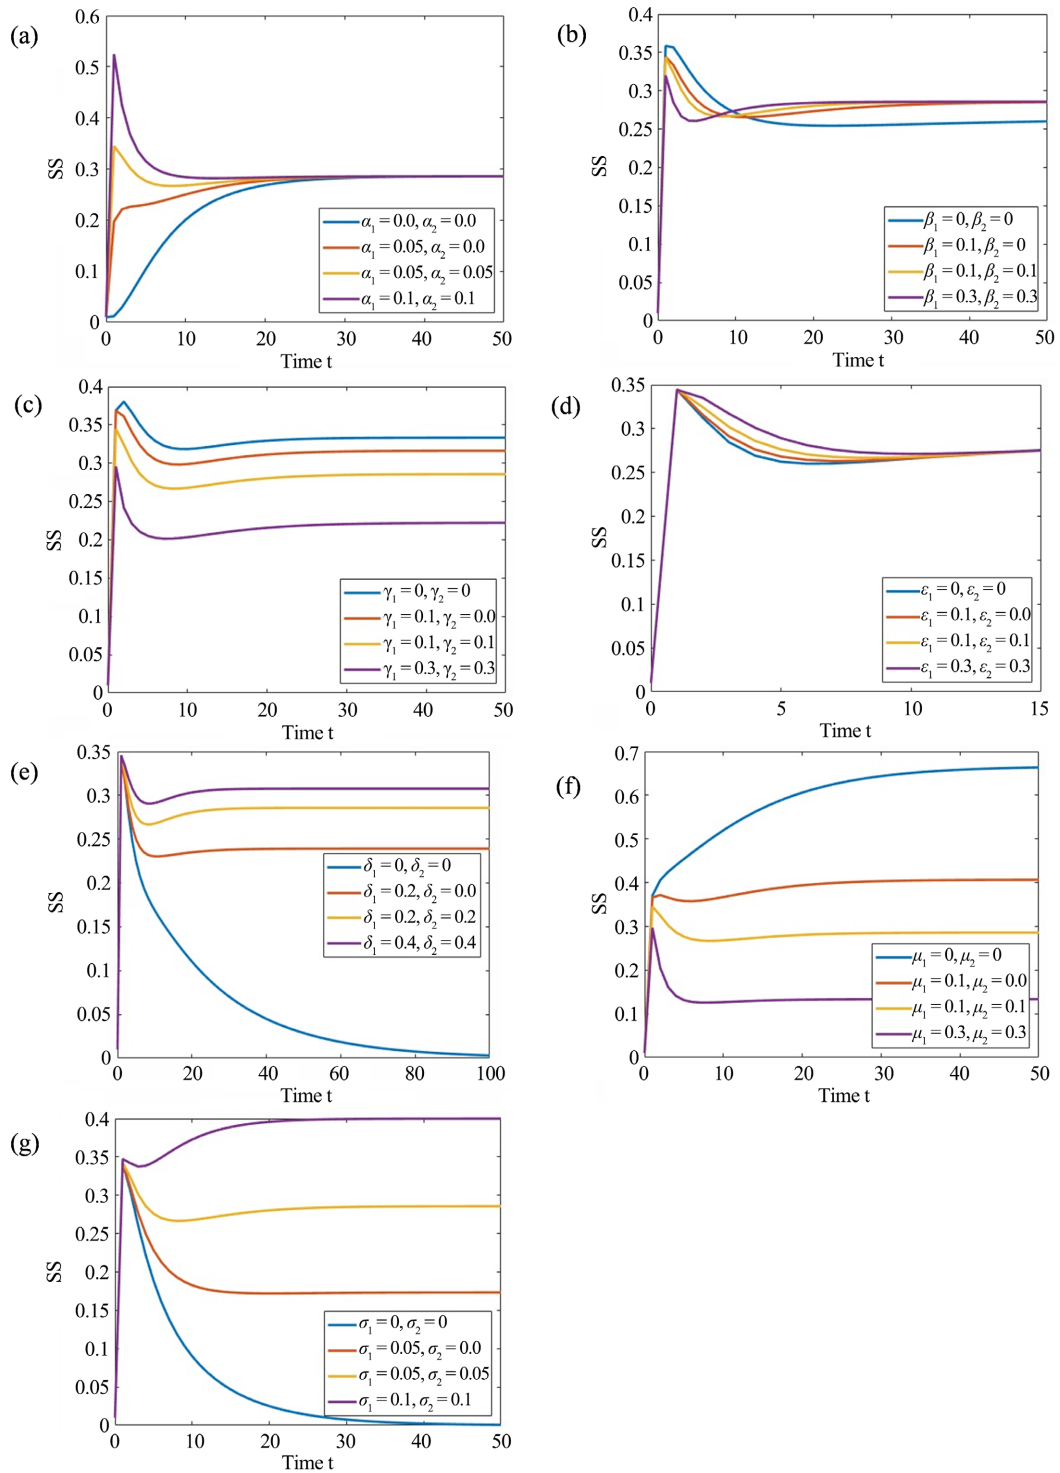 (a)
0.6
0.5
0.4
0.3
0.2
0.1
0
SS
0 10 20 30 40 50
Time t
α₁ = 0.0, α₂ = 0.0
α₁ = 0.05, α₂ = 0.0
α₁ = 0.05, α₂ = 0.05
α₁ = 0.1, α₂ = 0.1
(b)
0.4
0.35
0.3
0.25
0.2
0.15
0.1
0.05
0
SS
0 10 20 30 40 50
Time t
β₁ = 0, β₂ = 0
β₁ = 0.1, β₂ = 0
β₁ = 0.1, β₂ = 0.1
β₁ = 0.3, β₂ = 0.3
(c)
0.4
0.35
0.3
0.25
0.2
0.15
0.1
0.05
0
SS
0 10 20 30 40 50
Time t
γ₁ = 0, γ₂ = 0
γ₁ = 0.1, γ₂ = 0.0
γ₁ = 0.1, γ₂ = 0.1
γ₁ = 0.3, γ₂ = 0.3
(d)
0.35
0.3
0.25
0.2
0.15
0.1
0.05
0
SS
0 5 10 15
Time t
ε₁ = 0, ε₂ = 0
ε₁ = 0.1, ε₂ = 0.0
ε₁ = 0.1, ε₂ = 0.1
ε₁ = 0.3, ε₂ = 0.3
(e)
0.35
0.3
0.25
0.2
0.15
0.1
0.05
0
SS
0 20 40 60 80 100
Time t
δ₁ = 0, δ₂ = 0
δ₁ = 0.2, δ₂ = 0.0
δ₁ = 0.2, δ₂ = 0.2
δ₁ = 0.4, δ₂ = 0.4
(f)
0.7
0.6
0.5
0.4
0.3
0.2
0.1
0
SS
0 10 20 30 40 50
Time t
μ₁ = 0, μ₂ = 0
μ₁ = 0.1, μ₂ = 0.0
μ₁ = 0.1, μ₂ = 0.1
μ₁ = 0.3, μ₂ = 0.3
(g)
0.4
0.35
0.3
0.25
0.2
0.15
0.1
0.05
0
SS
0 10 20 30 40 50
Time t
σ₁ = 0, σ₂ = 0
σ₁ = 0.05, σ₂ = 0.0
σ₁ = 0.05, σ₂ = 0.05
σ₁ = 0.1, σ₂ = 0.1